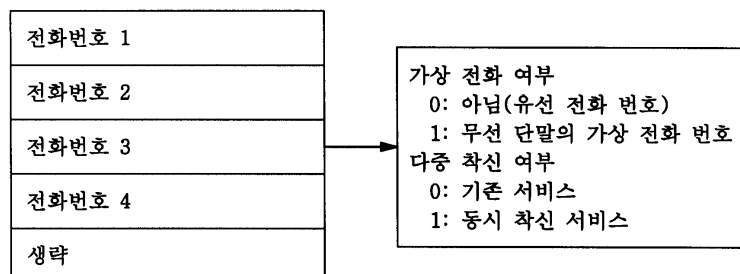 전화번호 1
전화번호 2
전화번호 3
전화번호 4
생략
가상 전화 여부
0: 아님(유선 전화 번호)
1: 무선 단말의 가상 전화 번호
다중 착신 여부
0: 기존 서비스
1: 동시 착신 서비스